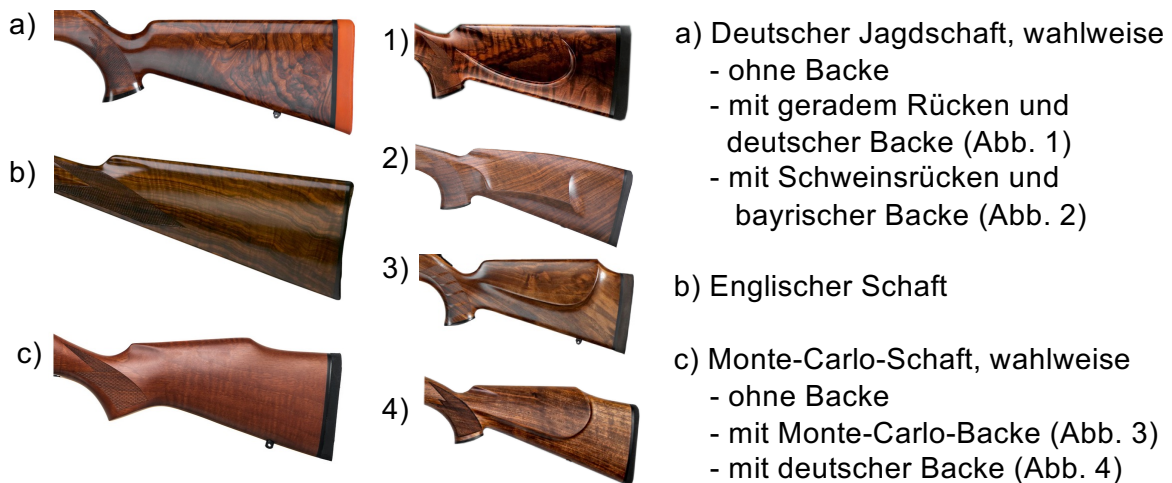 a)
b)
c)
1)
2)
3)
4)
a) Deutscher Jagdschaft, wahlweise
- ohne Backe
- mit geradem Rücken und
deutscher Backe (Abb. 1)
- mit Schweinsrücken und
bayrischer Backe (Abb. 2)
b) Englischer Schaft
c) Monte-Carlo-Schaft, wahlweise
- ohne Backe
- mit Monte-Carlo-Backe (Abb. 3)
- mit deutscher Backe (Abb. 4)